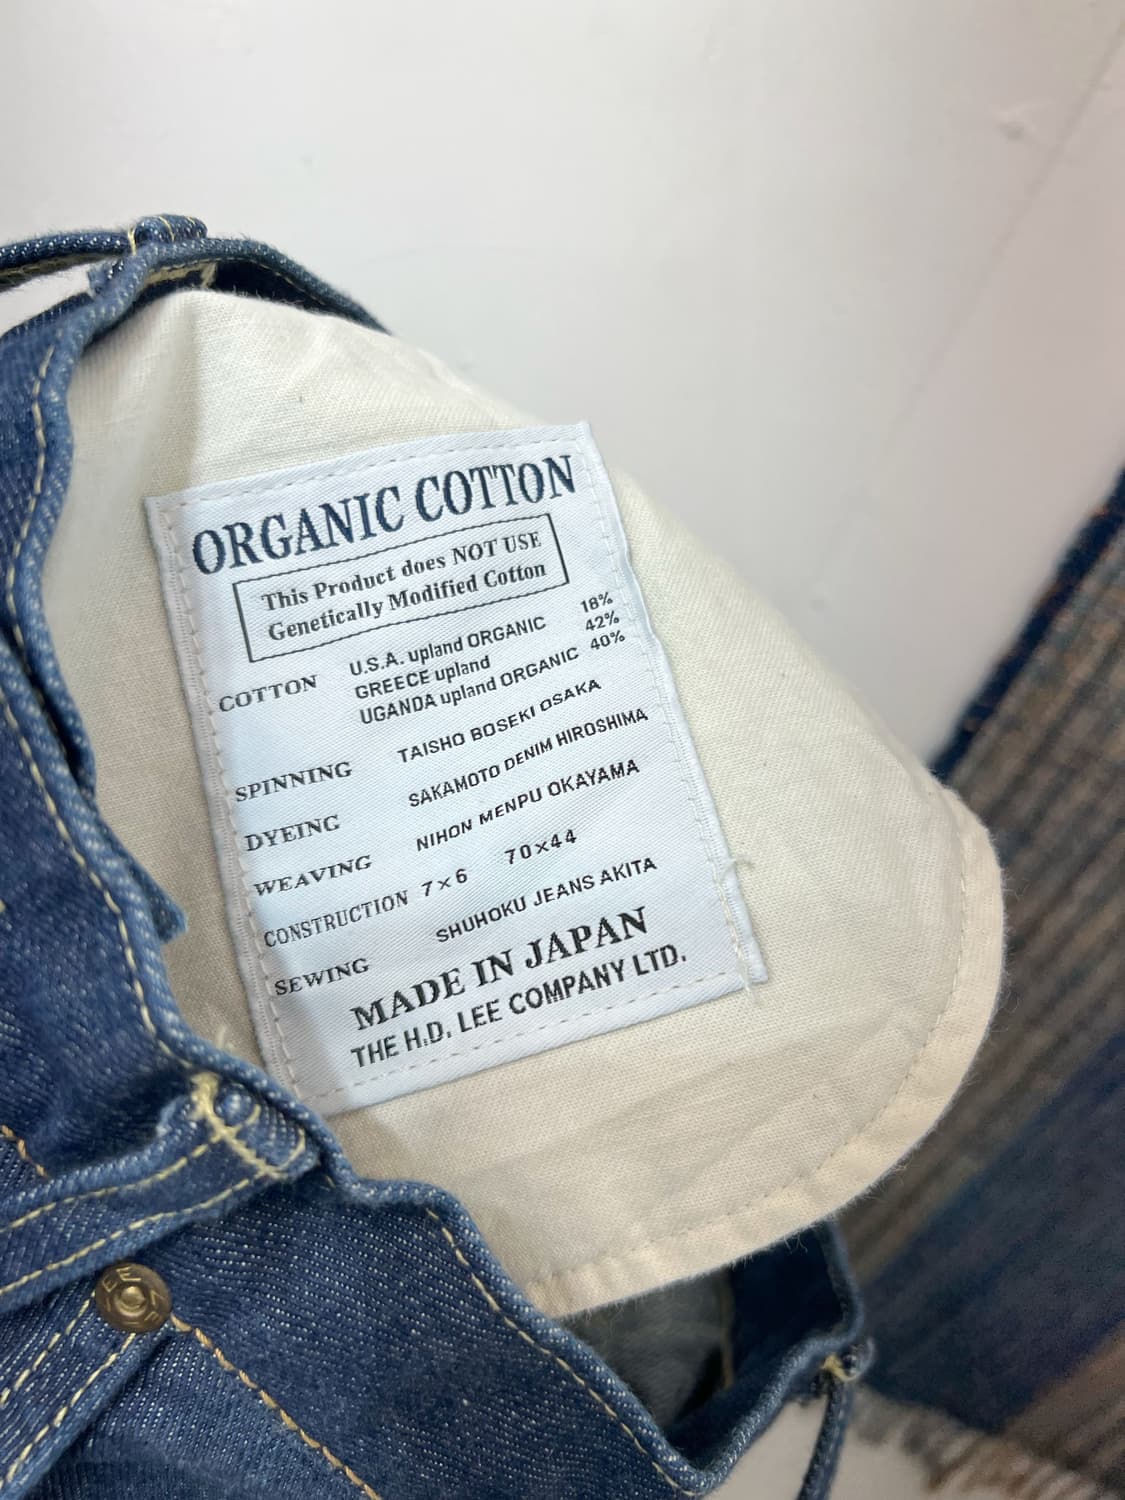 ORGANIC COTTON
This Product does NOT USE
Genetically Modified Cotton
COTTON U.S.A. upland ORGANIC 18%
GREECE upland 42%
UGANDA upland ORGANIC 40%
SPINNING TAISHO BOSEKI OSAKA
DYEING SAKAMOTO DENIM HIROSHIMA
WEAVING NIHON MENPU OKAYAMA
CONSTRUCTION 7×6 70×44
SEWING SHUHOKU JEANS AKITA
MADE IN JAPAN
THE H.D. LEE COMPANY LTD.
LEE